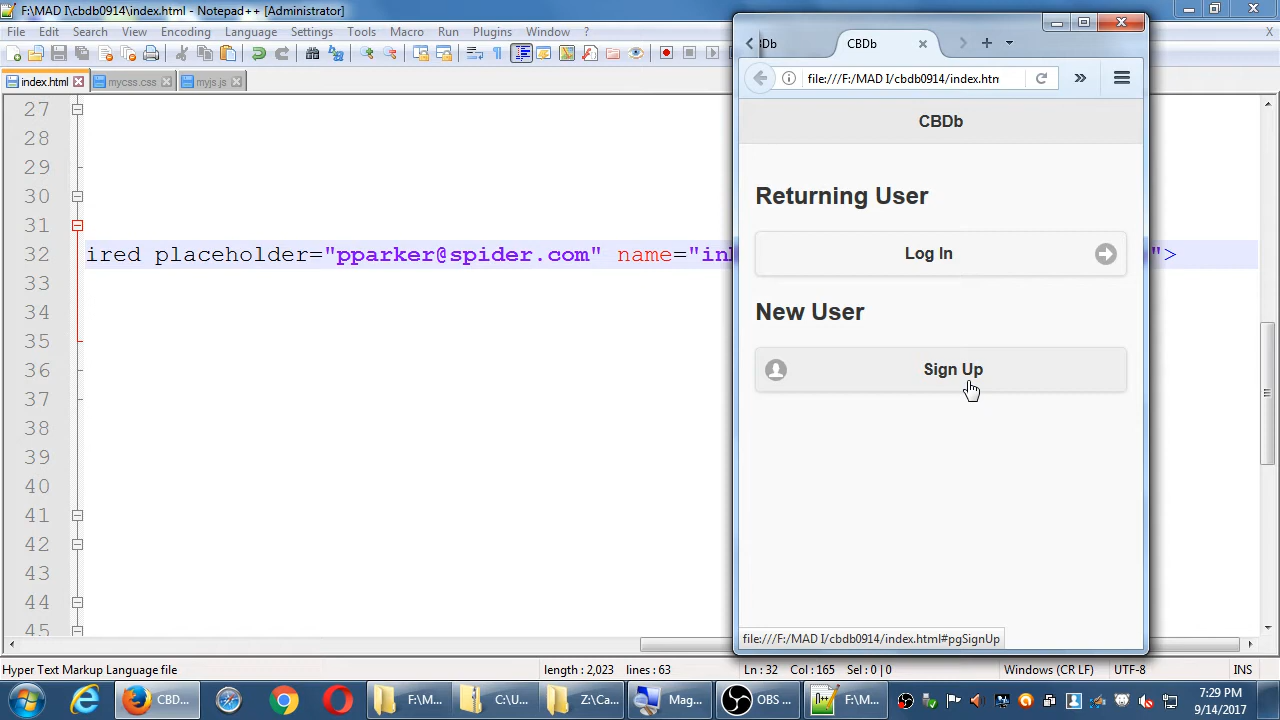 F:\MAD I\cbdb0914\index.html - Notepad++ [Administrator]
File Edit Search View Encoding Language Settings Tools Macro Run Plugins Window ? X
index.html mycss.css myjs.js
27
28
29
30
31
32 ired placeholder="pparker@spider.com" name="in ">
33
34
35
36
37
38
39
40
41
42
43
44
45
Db CBDb
file:///F:/MAD I/cbdb0914/index.htm
CBDb
Returning User
Log In
New User
Sign Up
file:///F:/MAD I/cbdb0914/index.html#pgSignUp
Hyper Text Markup Language file length : 2,023 lines : 63 Ln : 32 Col : 165 Sel : 0 | 0 Windows (CR LF) UTF-8 INS
CBD... F:\M... C:\U... Z:\Ca... Mag... OBS ... F:\M... 7:29 PM
9/14/2017